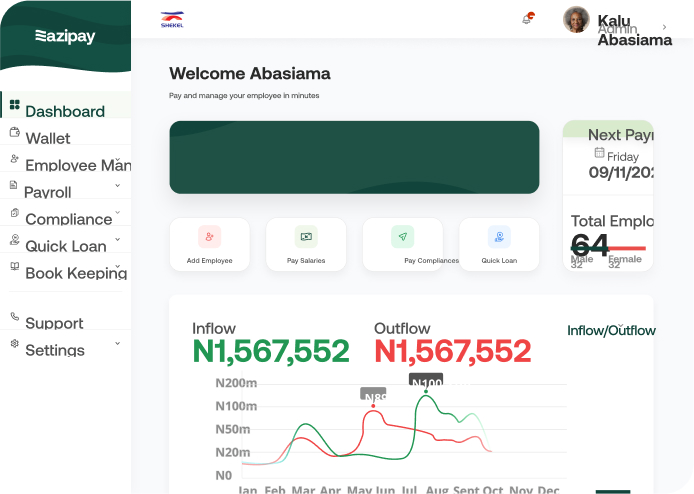 Eazipay
SHEKEL
Kalu
Admin
Abasiama
Dashboard
Wallet
Employee Man
Payroll
Compliance
Quick Loan
Book Keeping
Support
Settings
Welcome Abasiama
Pay and manage your employee in minutes
Next Payr
Friday
09/11/202
Total Emplo
64
Male
Female
32
32
Add Employee
Pay Salaries
Pay Compliances
Quick Loan
Inflow
Outflow
Inflow/Outflow
N1,567,552
N1,567,552
N200m
N100m
N50m
N20m
N0
N89
N100
Jan Feb Mar Apr May Jun Jul Aug Sept Oct Nov Dec